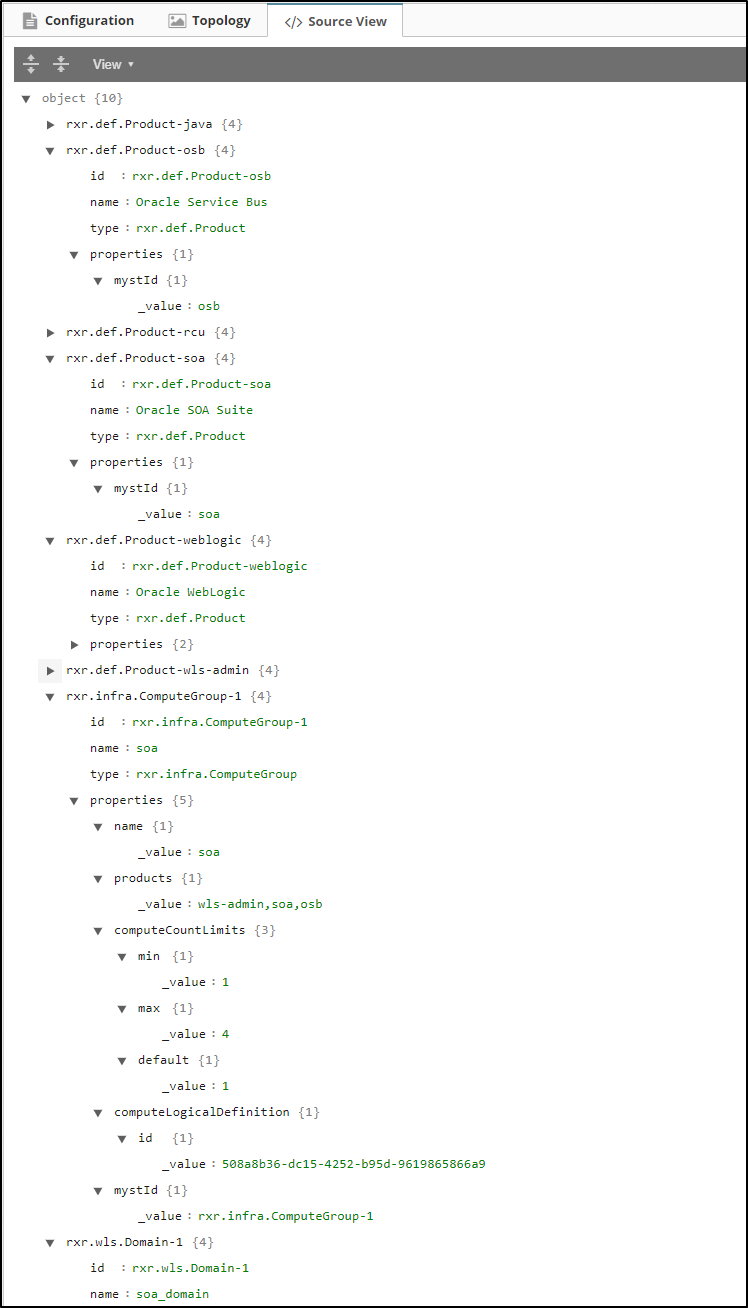 Configuration Topology </> Source View
View
object {10}
rxr.def.Product-java {4}
rxr.def.Product-osb {4}
id : rxr.def.Product-osb
name : Oracle Service Bus
type : rxr.def.Product
properties {1}
mystId {1}
_value : osb
rxr.def.Product-rcu {4}
rxr.def.Product-soa {4}
id : rxr.def.Product-soa
name : Oracle SOA Suite
type : rxr.def.Product
properties {1}
mystId {1}
_value : soa
rxr.def.Product-weblogic {4}
id : rxr.def.Product-weblogic
name : Oracle WebLogic
type : rxr.def.Product
properties {2}
rxr.def.Product-wls-admin {4}
rxr.infra.ComputeGroup-1 {4}
id : rxr.infra.ComputeGroup-1
name : soa
type : rxr.infra.ComputeGroup
properties {5}
name {1}
_value : soa
products {1}
_value : wls-admin,soa,osb
computeCountLimits {3}
min {1}
_value : 1
max {1}
_value : 4
default {1}
_value : 1
computeLogicalDefinition {1}
id {1}
_value : 508a8b36-dc15-4252-b95d-9619865866a9
mystId {1}
_value : rxr.infra.ComputeGroup-1
rxr.wls.Domain-1 {4}
id : rxr.wls.Domain-1
name : soa_domain